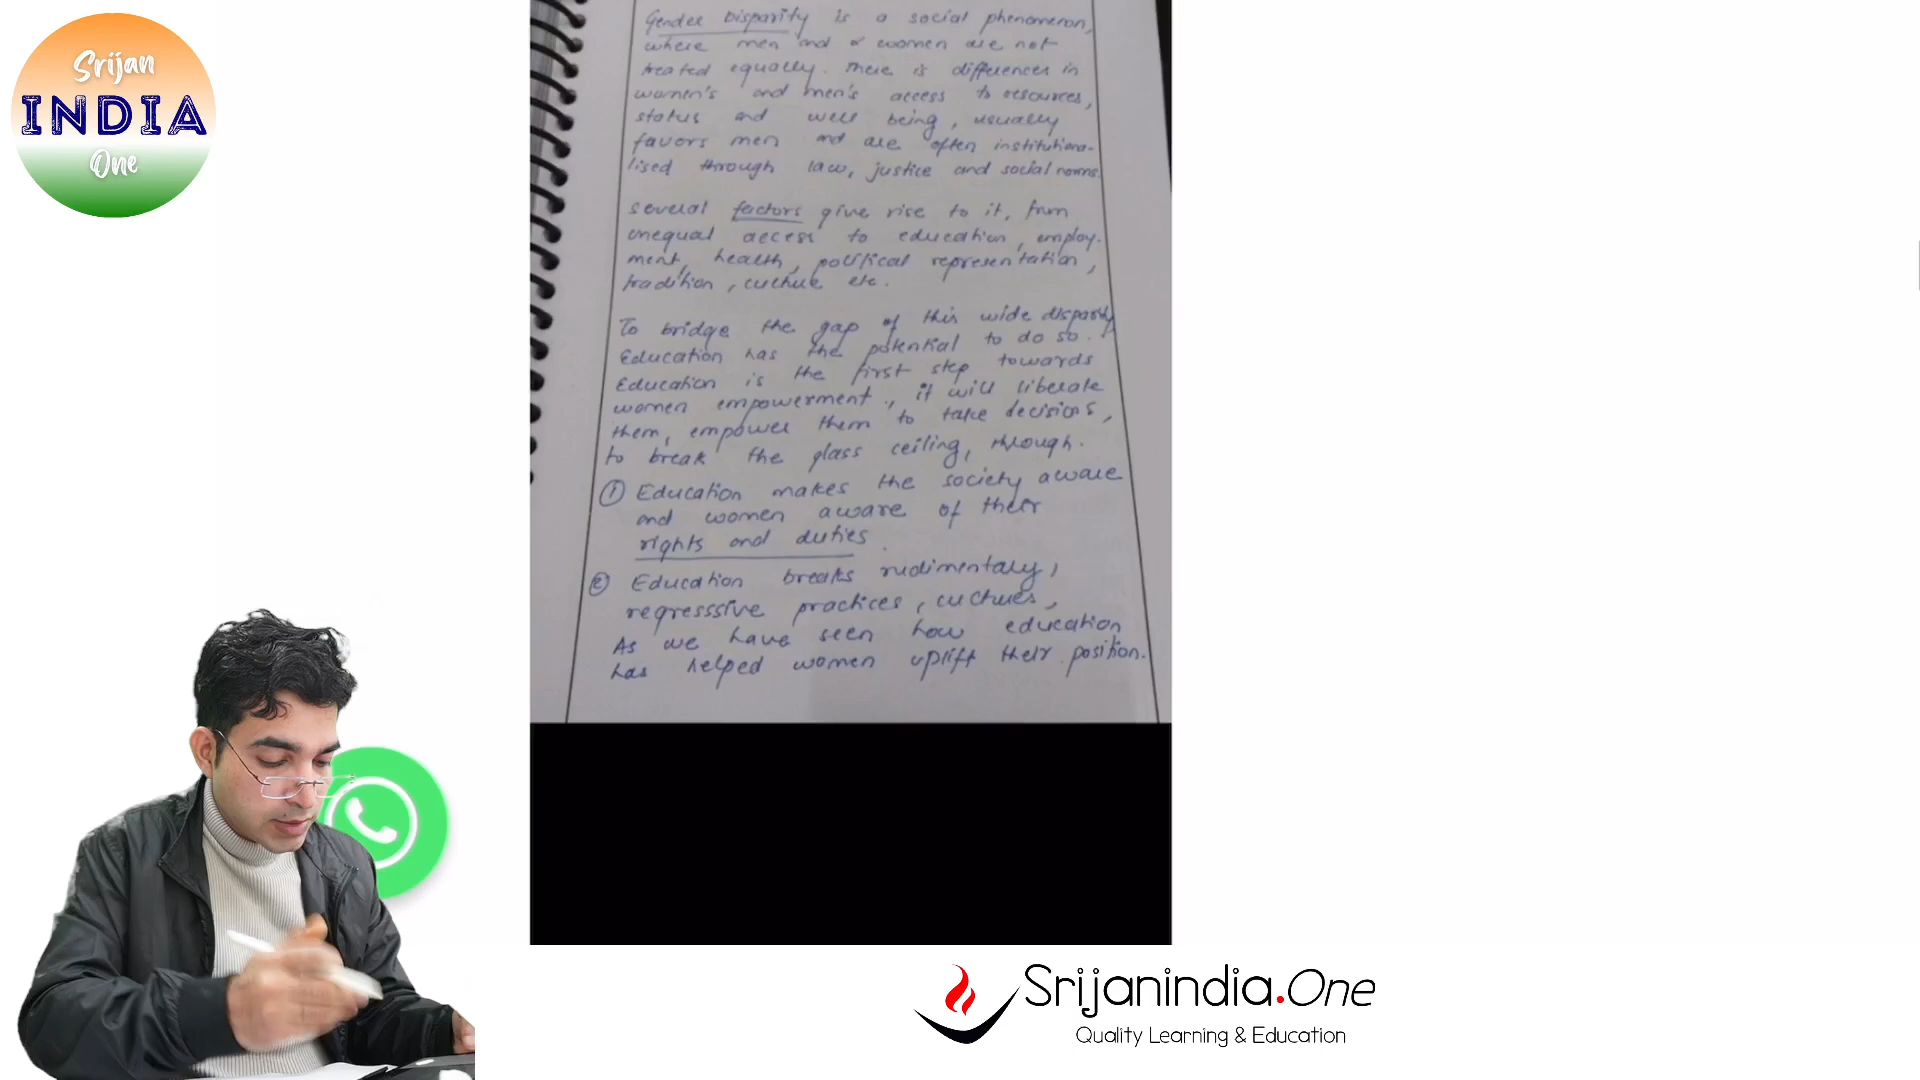 Srijan
INDIA
One
Gender Disparity is a social phenomenon,
where men and women are not
treated equally. There is differences in
women's and men's access to resources,
status and well being, usually
favors men and are often institutiona-
lised through law, justice and social norms.
Several factors give rise to it, from
unequal access to education, employ-
ment, health, political representation,
tradition, culture etc.
To bridge the gap of this wide disparity
Education has the potential to do so.
Education is the first step towards
women empowerment, it will liberate
them, empower them to take decisions,
to break the glass ceiling, through.
① Education makes the society aware
and women aware of their
rights and duties.
② Education breaks rudimentary,
regresssive practices, cultures,
As we have seen how education
has helped women uplift their position.
Srijanindia.One
Quality Learning & Education